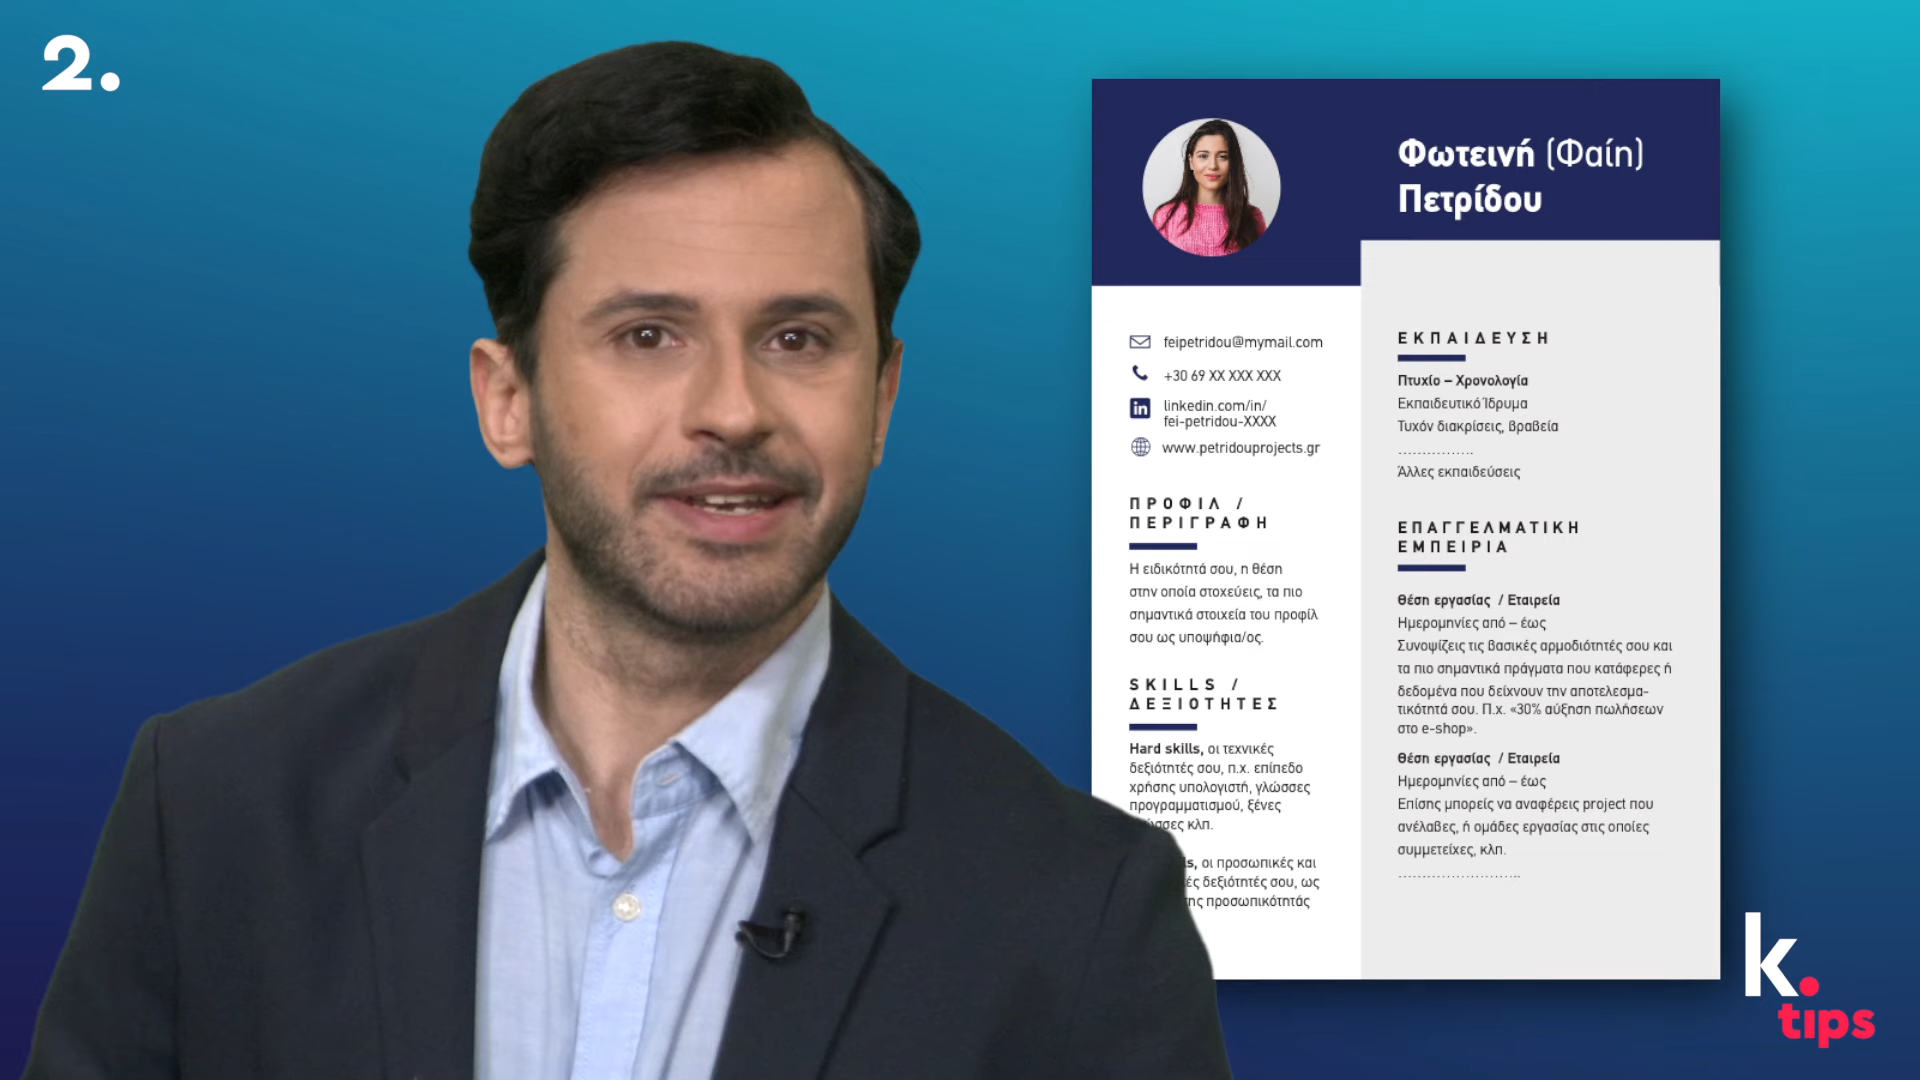 2.
Φωτεινή (Φαίη)
Πετρίδου
feipetridou@mymail.com
+30 69 XX XXX XXX
linkedin.com/in/
fei-petridou-XXXX
www.petridouprojects.gr
ΠΡΟΦΙΛ /
ΠΕΡΙΓΡΑΦΗ
Η ειδικότητά σου, η θέση
στην οποία στοχεύεις, τα πιο
σημαντικά στοιχεία του προφίλ
σου ως υποψήφια/ος.
SKILLS /
ΔΕΞΙΟΤΗΤΕΣ
Hard skills, οι τεχνικές
δεξιότητές σου, π.χ. επίπεδο
χρήσης υπολογιστή, γλώσσες
προγραμματισμού, ξένες
κλπ.
οι προσωπικές και
δεξιότητές σου, ως
προσωπικότητάς
ΕΚΠΑΙΔΕΥΣΗ
Πτυχίο – Χρονολογία
Εκπαιδευτικό Ίδρυμα
Τυχόν διακρίσεις, βραβεία
.................
Άλλες εκπαιδεύσεις
ΕΠΑΓΓΕΛΜΑΤΙΚΗ
ΕΜΠΕΙΡΙΑ
Θέση εργασίας / Εταιρεία
Ημερομηνίες από – έως
Συνοψίζεις τις βασικές αρμοδιότητές σου και
τα πιο σημαντικά πράγματα που κατάφερες ή
δεδομένα που δείχνουν την αποτελεσμα-
τικότητά σου. Π.χ. «30% αύξηση πωλήσεων
στο e-shop».
Θέση εργασίας / Εταιρεία
Ημερομηνίες από – έως
Επίσης μπορείς να αναφέρεις project που
ανέλαβες, ή ομάδες εργασίας στις οποίες
συμμετείχες, κλπ.
...........................
k.
tips